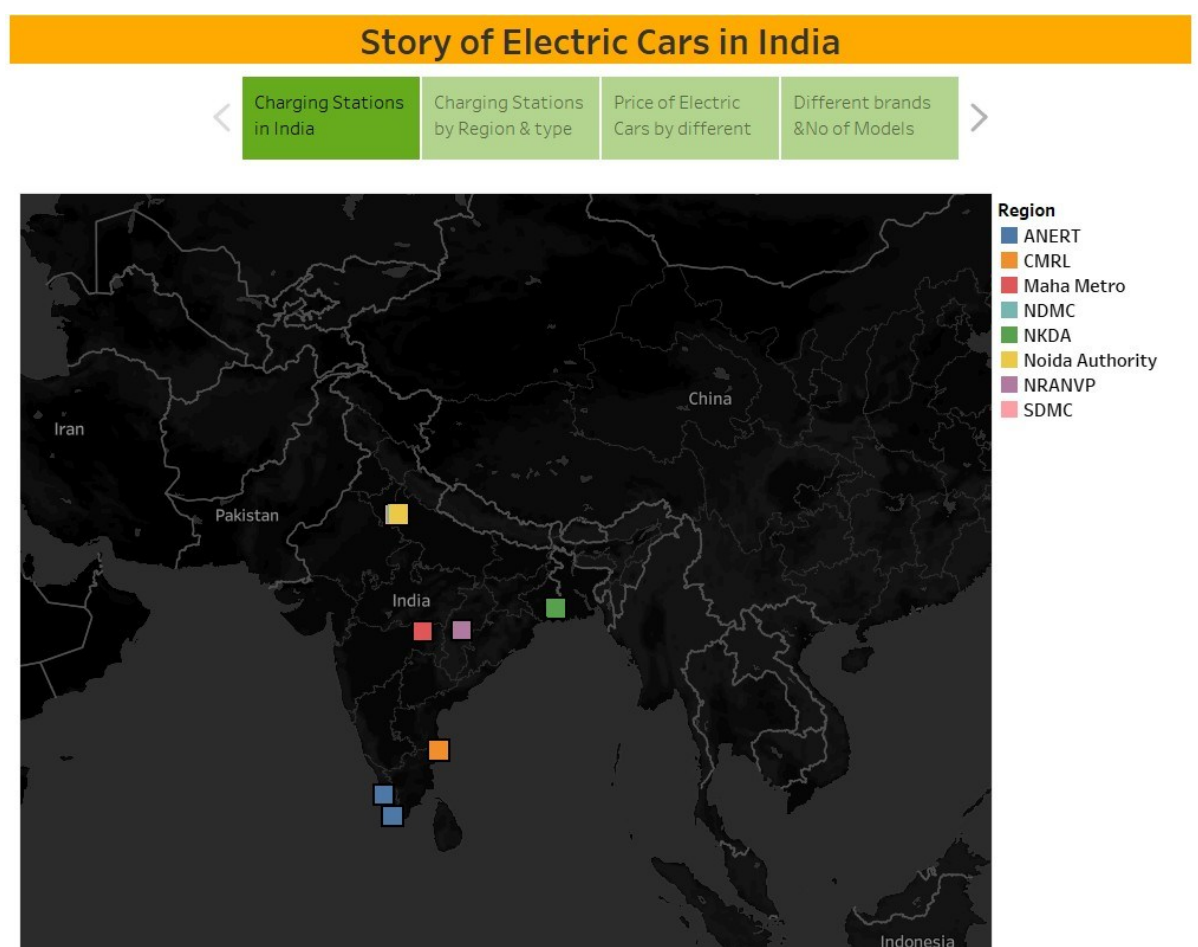 Story of Electric Cars in India
Charging Stations
in India
Charging Stations
by Region & type
Price of Electric
Cars by different
Different brands
&No of Models
Region
ANERT
CMRL
Maha Metro
NDMC
NKDA
Noida Authority
NRANVP
SDMC
China
Iran
Pakistan
India
Indonesia